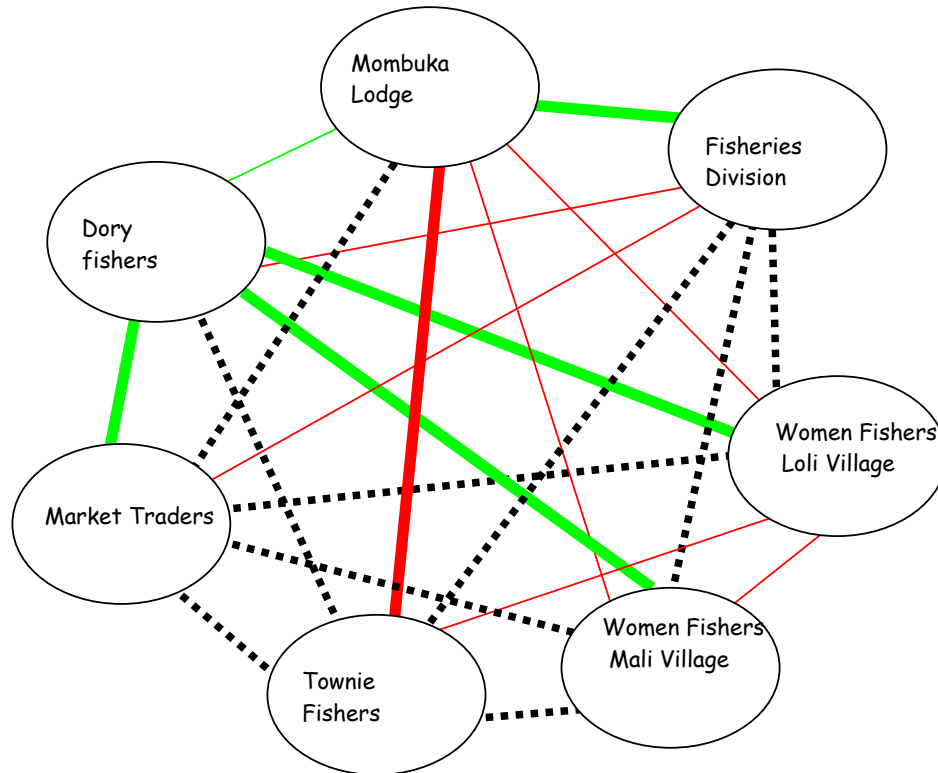 Mombuka
Lodge
Fisheries
Division
Dory
fishers
Women Fishers
Loli Village
Market Traders
Women Fishers
Mali Village
Townie
Fishers